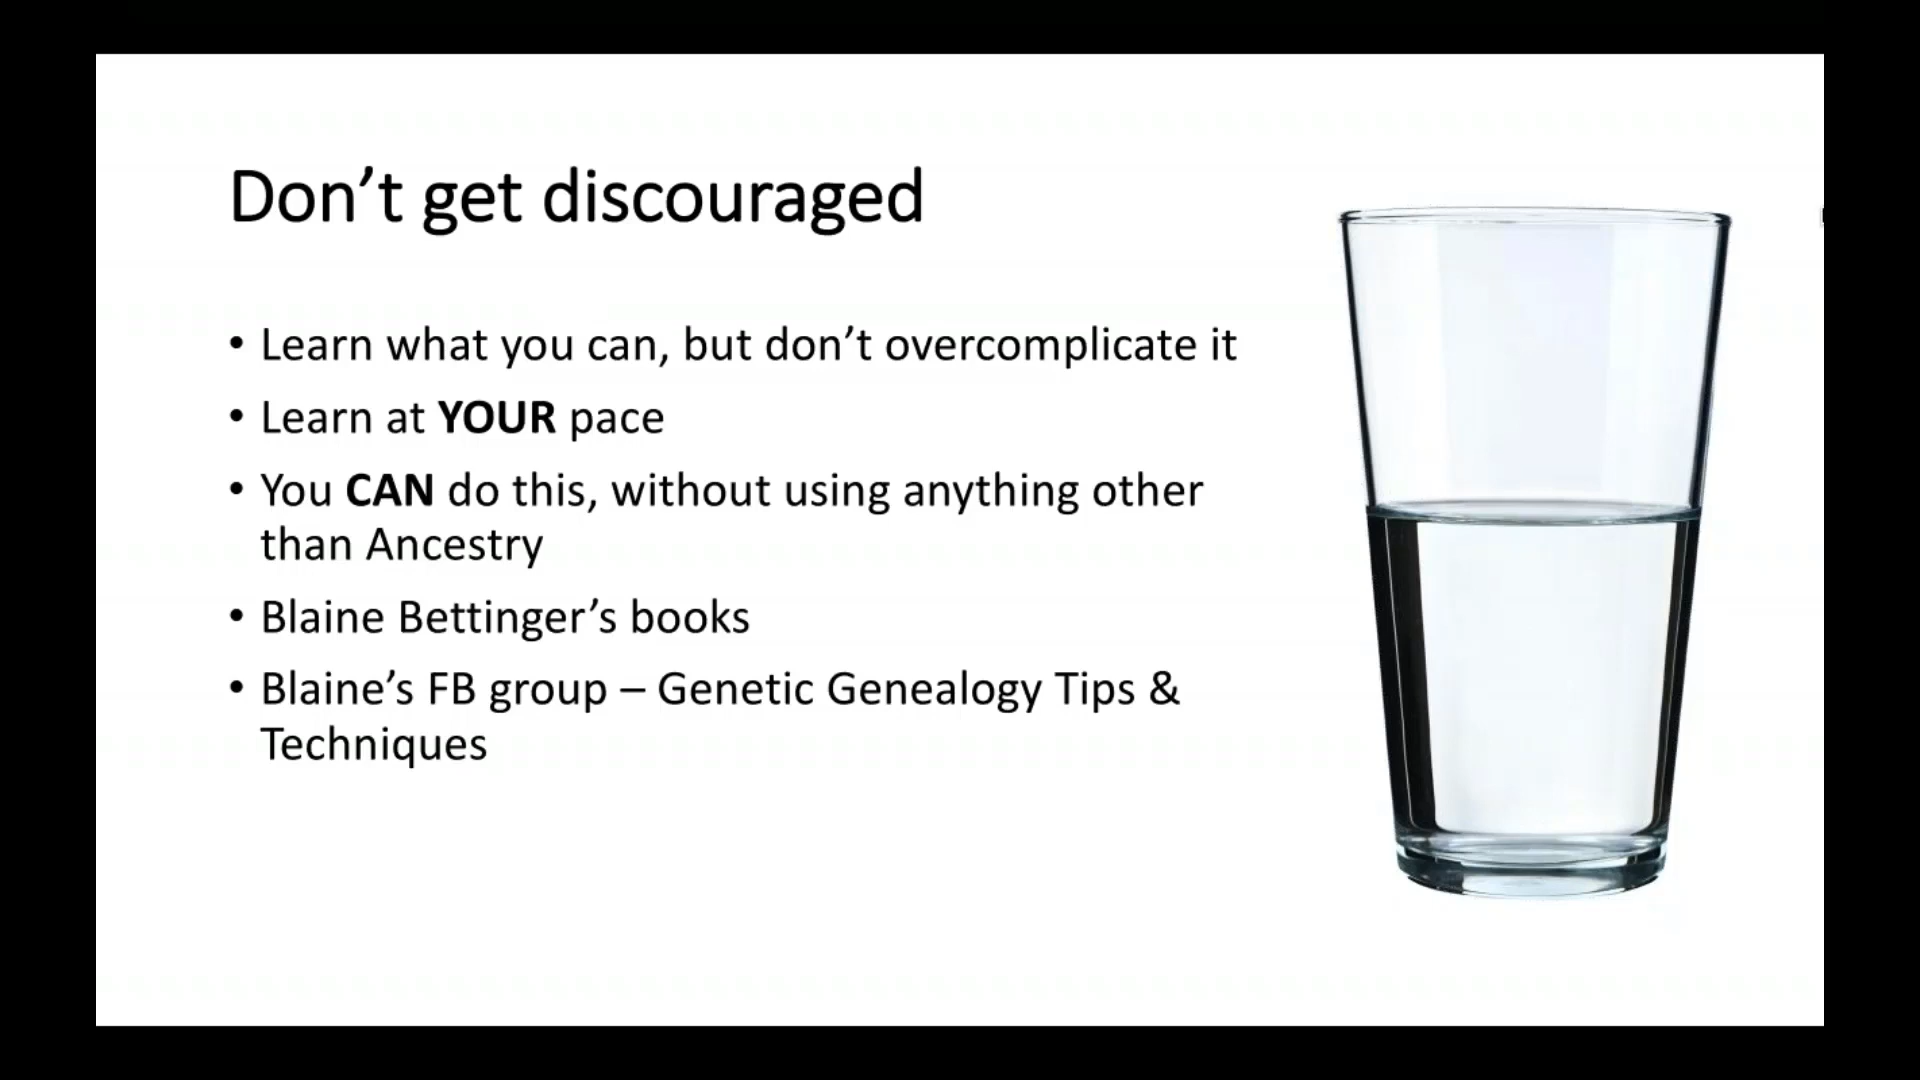 Don’t get discouraged
• Learn what you can, but don’t overcomplicate it
• Learn at YOUR pace
• You CAN do this, without using anything other
than Ancestry
• Blaine Bettinger’s books
• Blaine’s FB group – Genetic Genealogy Tips &
Techniques